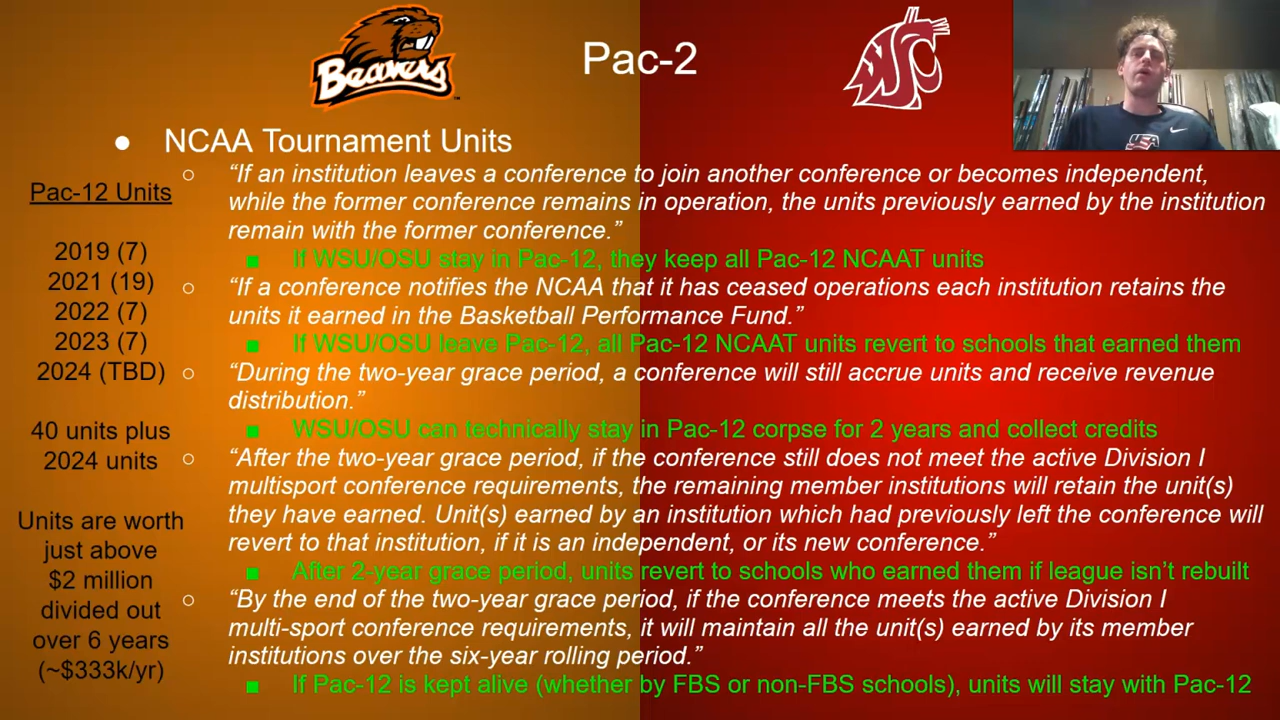 Beavers
Pac-2
WSC
● NCAA Tournament Units
Pac-12 Units
2019 (7)
2021 (19)
2022 (7)
2023 (7)
2024 (TBD)
40 units plus
2024 units
Units are worth
just above
$2 million
divided out
over 6 years
(~$333k/yr)
○ “If an institution leaves a conference to join another conference or becomes independent,
while the former conference remains in operation, the units previously earned by the institution
remain with the former conference.”
■ If WSU/OSU stay in Pac-12, they keep all Pac-12 NCAAT units
○ “If a conference notifies the NCAA that it has ceased operations each institution retains the
units it earned in the Basketball Performance Fund.”
■ If WSU/OSU leave Pac-12, all Pac-12 NCAAT units revert to schools that earned them
○ “During the two-year grace period, a conference will still accrue units and receive revenue
distribution.”
■ WSU/OSU can technically stay in Pac-12 corpse for 2 years and collect credits
○ “After the two-year grace period, if the conference still does not meet the active Division I
multisport conference requirements, the remaining member institutions will retain the unit(s)
they have earned. Unit(s) earned by an institution which had previously left the conference will
revert to that institution, if it is an independent, or its new conference.”
■ After 2-year grace period, units revert to schools who earned them if league isn’t rebuilt
○ “By the end of the two-year grace period, if the conference meets the active Division I
multi-sport conference requirements, it will maintain all the unit(s) earned by its member
institutions over the six-year rolling period.”
■ If Pac-12 is kept alive (whether by FBS or non-FBS schools), units will stay with Pac-12